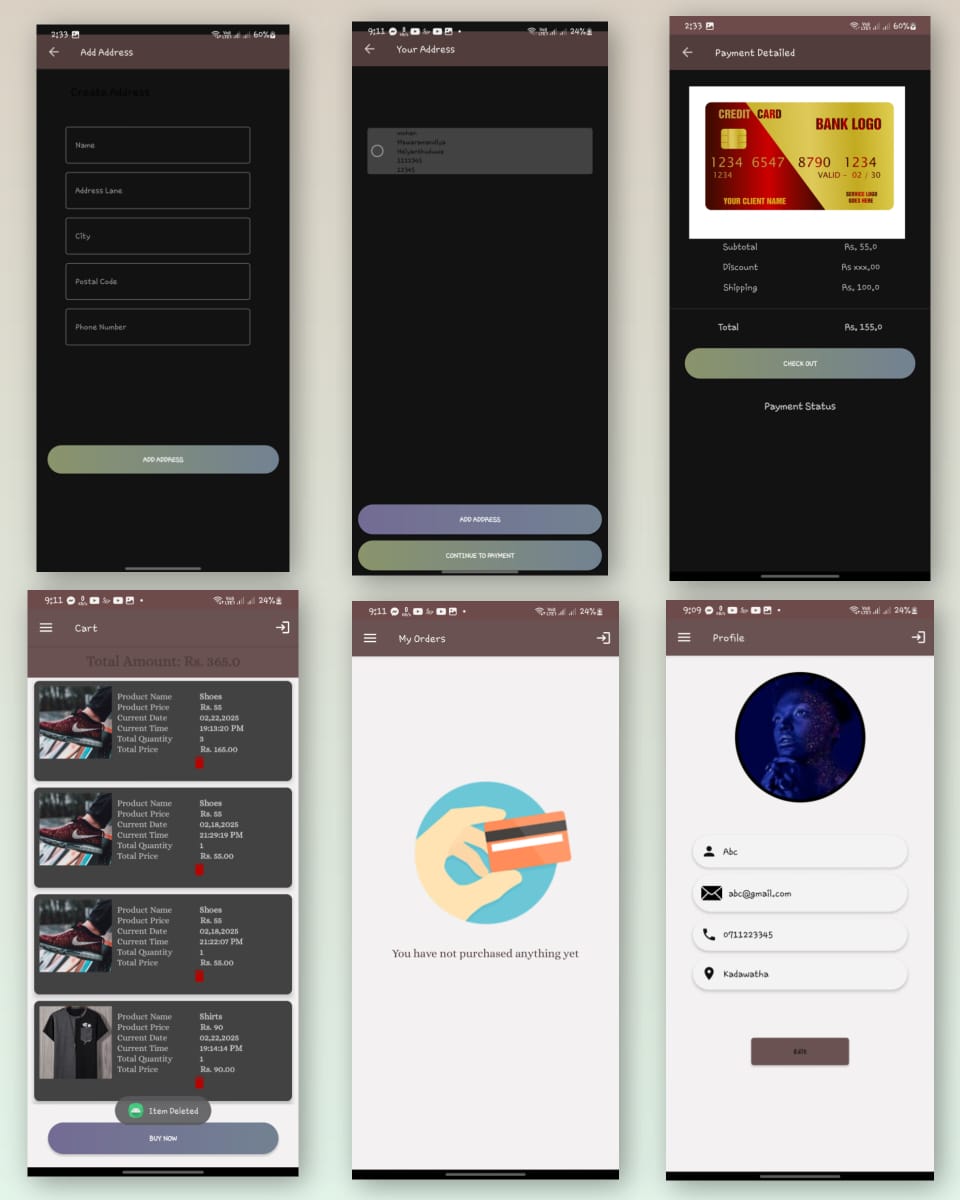 2:33 60%
Add Address
Create Address
Name
Address Lane
City
Postal Code
Phone Number
ADD ADDRESS
9:11 24%
Your Address
1112345
12345
ADD ADDRESS
CONTINUE TO PAYMENT
2:33 60%
Payment Detailed
CREDIT CARD
BANK LOGO
1234 6547 8790 1234
1234 VALID - 02 / 30
YOUR CLIENT NAME
SERVICE LOGO
GOES HERE
Subtotal Rs. 55.0
Discount Rs xxx.00
Shipping Rs. 100.0
Total Rs. 155.0
CHECK OUT
Payment Status
9:11 24%
Cart
Total Amount: Rs. 365.0
Product Name Shoes
Product Price Rs. 55
Current Date 02,22,2025
Current Time 19:13:20 PM
Total Quantity 3
Total Price Rs. 165.00
Product Name Shoes
Product Price Rs. 55
Current Date 02,18,2025
Current Time 21:29:19 PM
Total Quantity 1
Total Price Rs. 55.00
Product Name Shoes
Product Price Rs. 55
Current Date 02,18,2025
Current Time 21:22:07 PM
Total Quantity 1
Total Price Rs. 55.00
Product Name Shirts
Product Price Rs. 90
Current Date 02,22,2025
Current Time 19:14:14 PM
Total Quantity 1
Total Price Rs. 90.00
Item Deleted
BUY NOW
9:11 24%
My Orders
You have not purchased anything yet
9:09 24%
Profile
Abc
abc@gmail.com
0711223345
Kadawatha